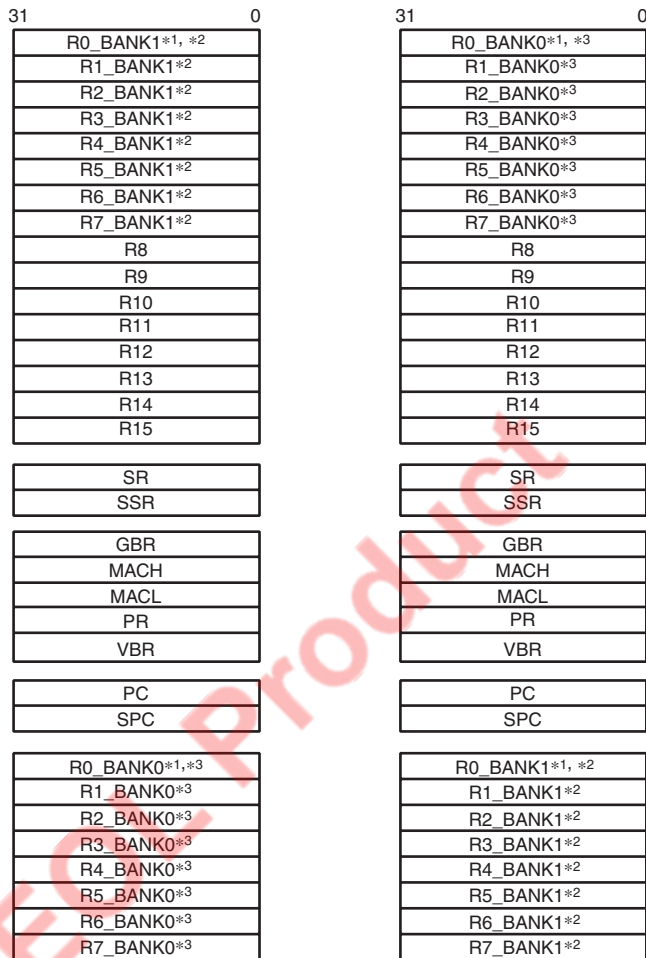 31 0 31 0
R0_BANK1*1, *2 R0_BANK0*1, *3
R1_BANK1*2 R1_BANK0*3
R2_BANK1*2 R2_BANK0*3
R3_BANK1*2 R3_BANK0*3
R4_BANK1*2 R4_BANK0*3
R5_BANK1*2 R5_BANK0*3
R6_BANK1*2 R6_BANK0*3
R7_BANK1*2 R7_BANK0*3
R8 R8
R9 R9
R10 R10
R11 R11
R12 R12
R13 R13
R14 R14
R15 R15
SR SR
SSR SSR
GBR GBR
MACH MACH
MACL MACL
PR PR
VBR VBR
PC PC
SPC SPC
R0_BANK0*1,*3 R0_BANK1*1, *2
R1_BANK0*3 R1_BANK1*2
R2_BANK0*3 R2_BANK1*2
R3_BANK0*3 R3_BANK1*2
R4_BANK0*3 R4_BANK1*2
R5_BANK0*3 R5_BANK1*2
R6_BANK0*3 R6_BANK1*2
R7_BANK0*3 R7_BANK1*2
EOL Product